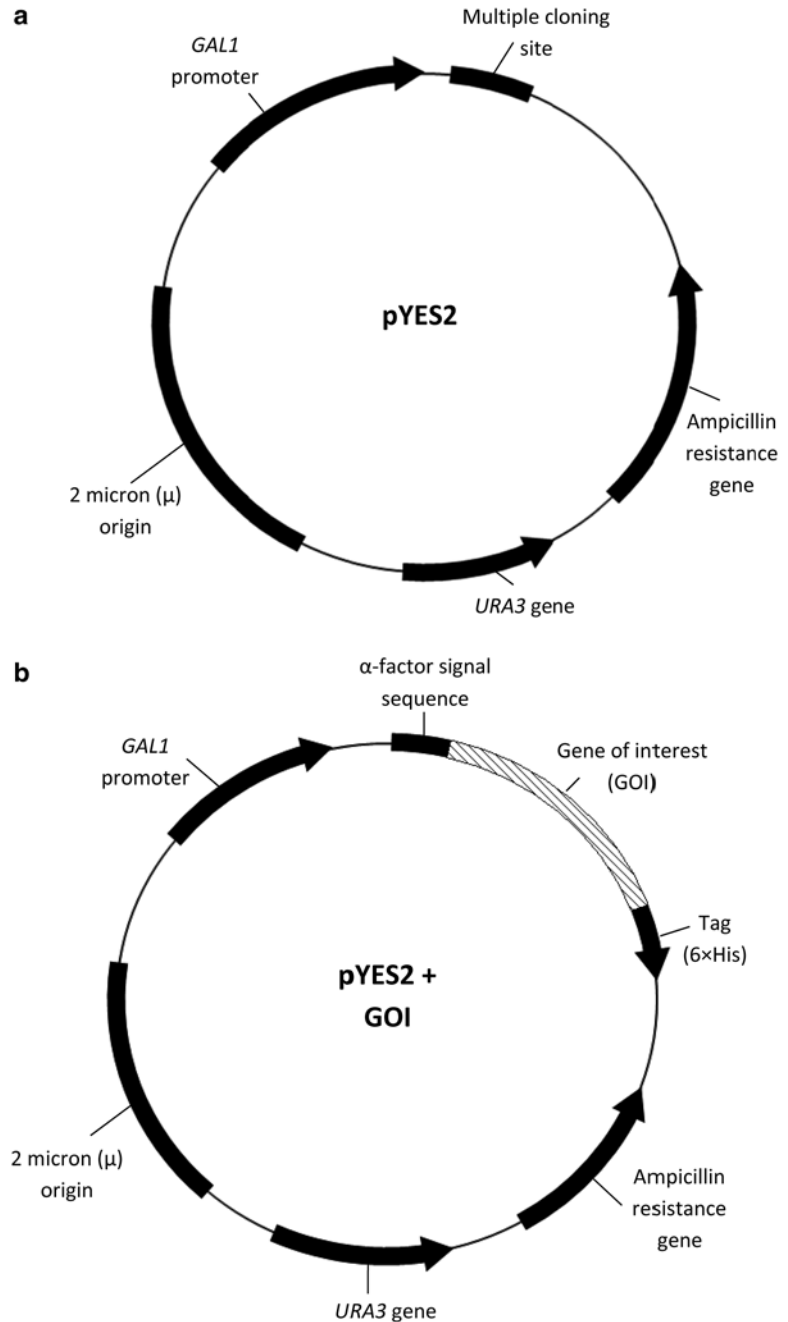 a
Multiple cloning
site
GAL1
promoter
pYES2
Ampicillin
resistance
gene
2 micron (μ)
origin
URA3 gene
b
α-factor signal
sequence
GAL1
promoter
Gene of interest
(GOI)
Tag
(6×His)
pYES2 +
GOI
2 micron (μ)
origin
Ampicillin
resistance
gene
URA3 gene